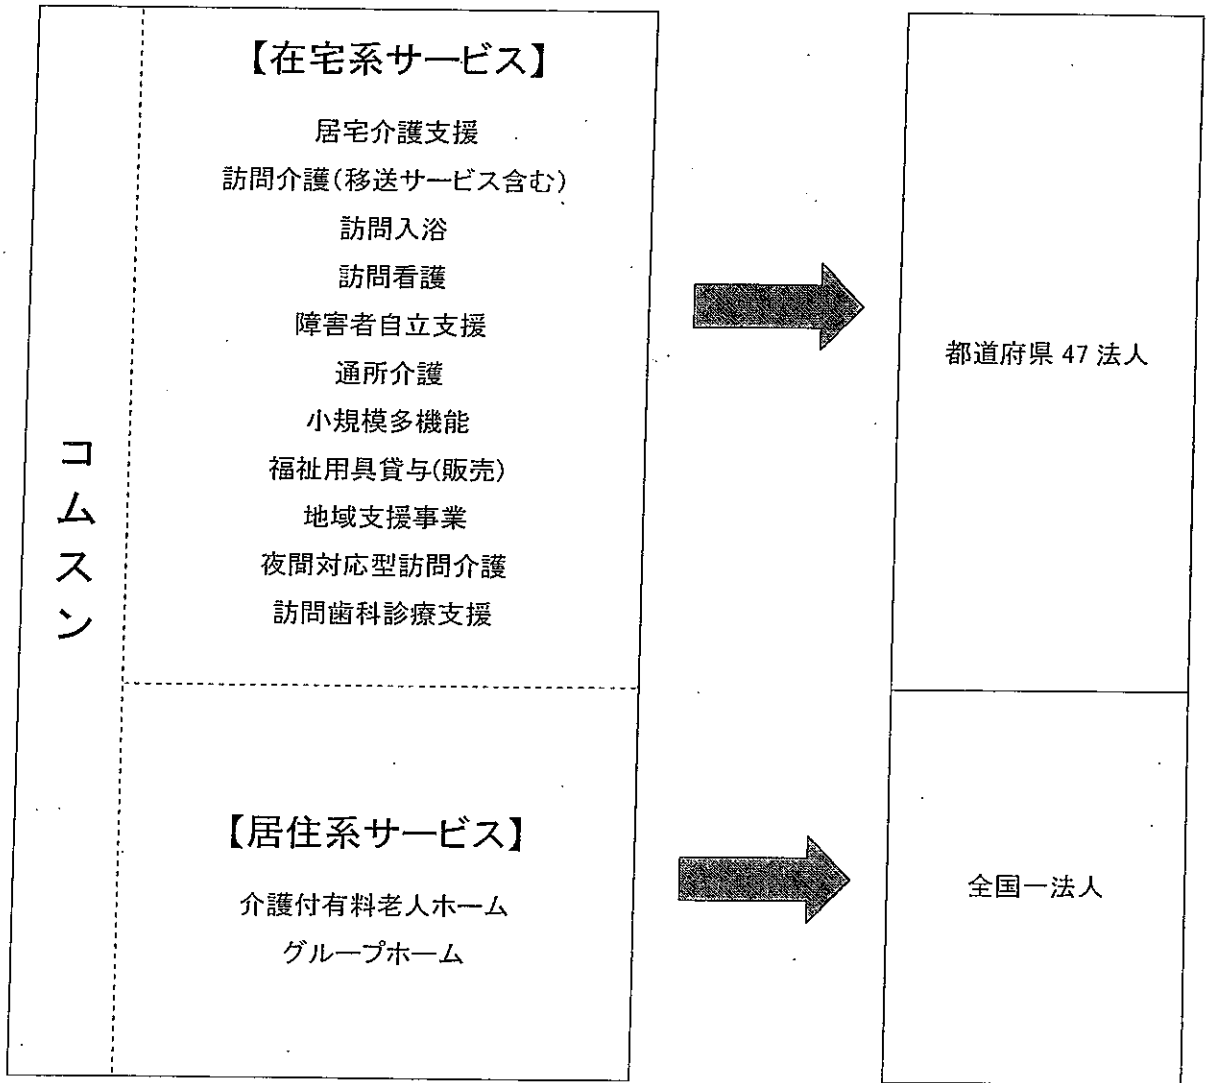 コムスン
【在宅系サービス】
居宅介護支援
訪問介護(移送サービス含む)
訪問入浴
訪問看護
障害者自立支援
通所介護
小規模多機能
福祉用具貸与(販売)
地域支援事業
夜間対応型訪問介護
訪問歯科診療支援
都道府県 47 法人
【居住系サービス】
介護付有料老人ホーム
グループホーム
全国一法人